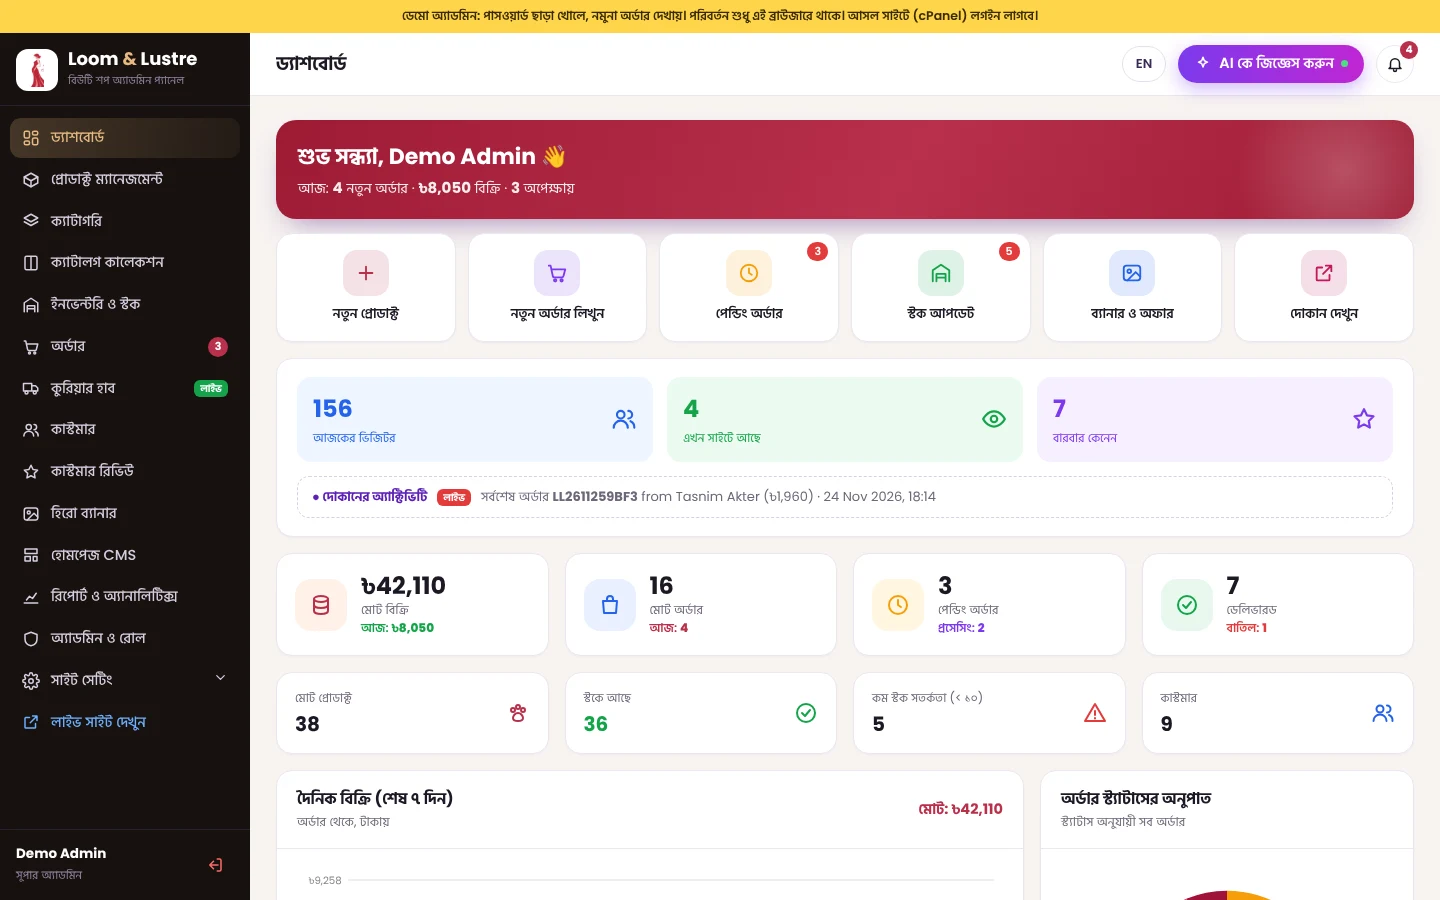 ডেমো অ্যাডমিন: পাসওয়ার্ড ছাড়া খোলে, নমুনা অর্ডার দেখায়। পরিবর্তন শুধু এই ব্রাউজারে থাকে। আসল সাইটে (cPanel) লগইন লাগবে।
Loom & Lustre
বিউটি শপ অ্যাডমিন প্যানেল
ড্যাশবোর্ড
প্রোডাক্ট ম্যানেজমেন্ট
ক্যাটাগরি
ক্যাটালগ কালেকশন
ইনভেন্টরি ও স্টক
অর্ডার
3
কুরিয়ার হাব
লাইভ
কাস্টমার
কাস্টমার রিভিউ
হিরো ব্যানার
হোমপেজ CMS
রিপোর্ট ও অ্যানালিটিক্স
অ্যাডমিন ও রোল
সাইট সেটিং
লাইভ সাইট দেখুন
Demo Admin
সুপার অ্যাডমিন
ড্যাশবোর্ড
EN
AI কে জিজ্ঞেস করুন
4
শুভ সন্ধ্যা, Demo Admin 👋
আজ: 4 নতুন অর্ডার · ৳8,050 বিক্রি · 3 অপেক্ষায়
নতুন প্রোডাক্ট
নতুন অর্ডার লিখুন
3
পেন্ডিং অর্ডার
5
স্টক আপডেট
ব্যানার ও অফার
দোকান দেখুন
156
আজকের ভিজিটর
4
এখন সাইটে আছে
7
বারবার কেনেন
● দোকানের অ্যাক্টিভিটি লাইভ সর্বশেষ অর্ডার LL2611259BF3 from Tasnim Akter (৳1,960) · 24 Nov 2026, 18:14
৳42,110
মোট বিক্রি
আজ: ৳8,050
16
মোট অর্ডার
আজ: 4
3
পেন্ডিং অর্ডার
প্রসেসিং: 2
7
ডেলিভারড
বাতিল: 1
মোট প্রোডাক্ট
38
স্টকে আছে
36
কম স্টক সতর্কতা (< ১০)
5
কাস্টমার
9
দৈনিক বিক্রি (শেষ ৭ দিন)
অর্ডার থেকে, টাকায়
মোট: ৳42,110
৳9,258
অর্ডার স্ট্যাটাসের অনুপাত
স্ট্যাটাস অনুযায়ী সব অর্ডার